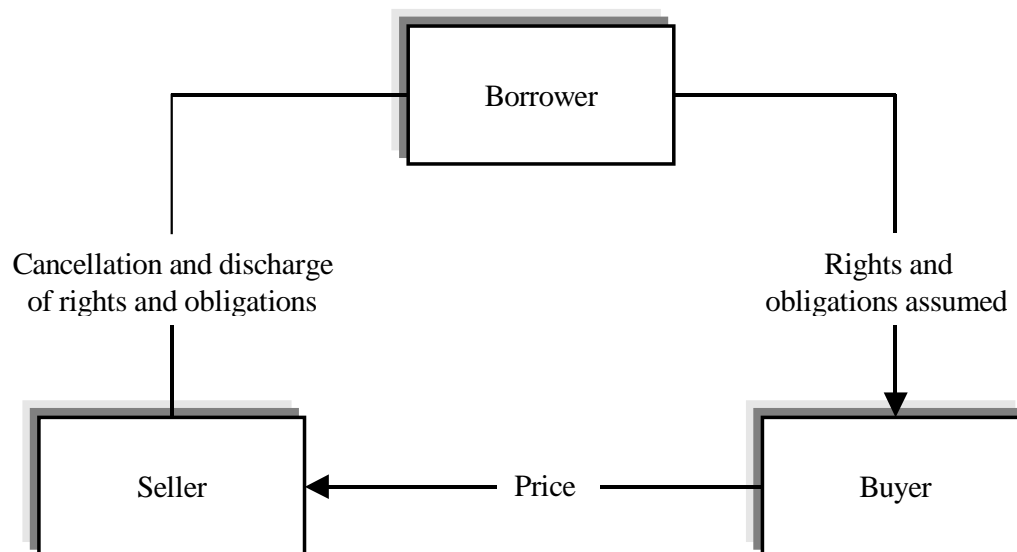 Borrower
Cancellation and discharge
of rights and obligations
Rights and
obligations assumed
Seller
Price
Buyer